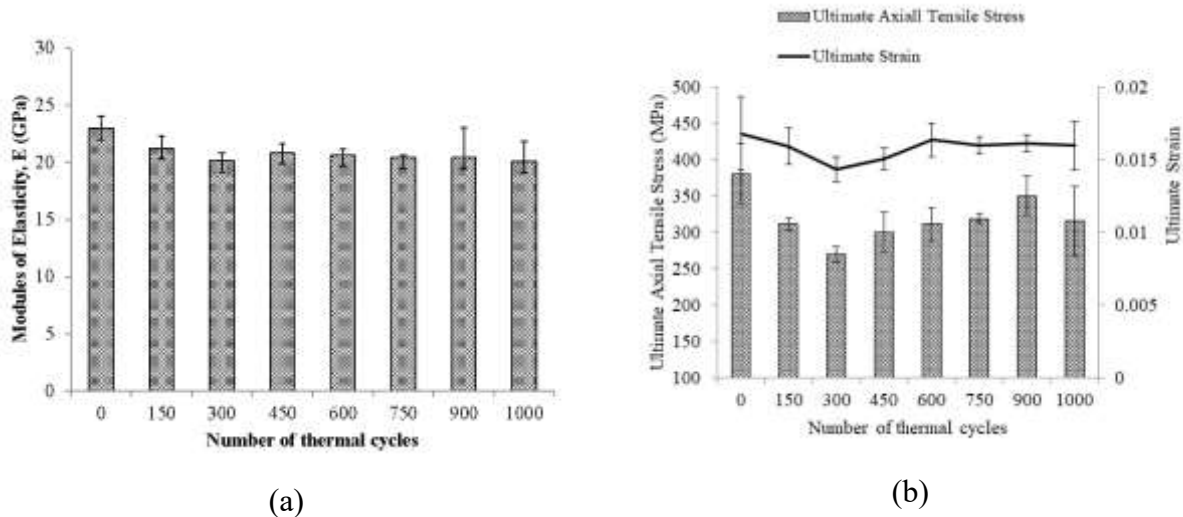 30
25
20
15
10
5
0
Modules of Elasticity, E (GPa)
0 150 300 450 600 750 900 1000
Number of thermal cycles
(a)
Ultimate Axiall Tensile Stress
Ultimate Strain
500
450
400
350
300
250
200
150
100
Ultimate Axial Tensile Stress (MPa)
0.02
0.015
0.01
0.005
0
Ultimate Strain
0 150 300 450 600 750 900 1000
Number of thermal cycles
(b)